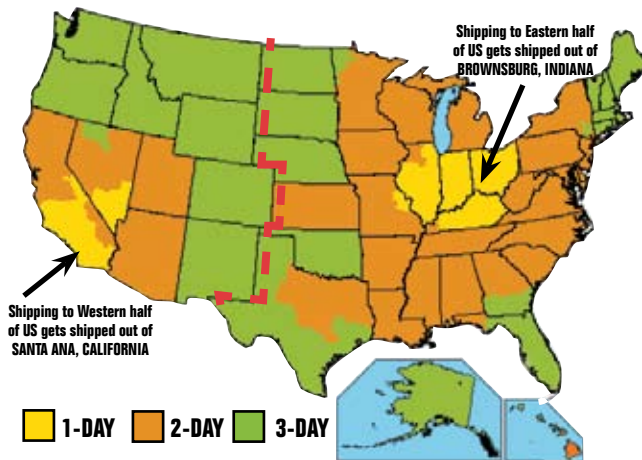 Shipping to Eastern half
of US gets shipped out of
BROWNSBURG, INDIANA
Shipping to Western half
of US gets shipped out of
SANTA ANA, CALIFORNIA
1-DAY
2-DAY
3-DAY